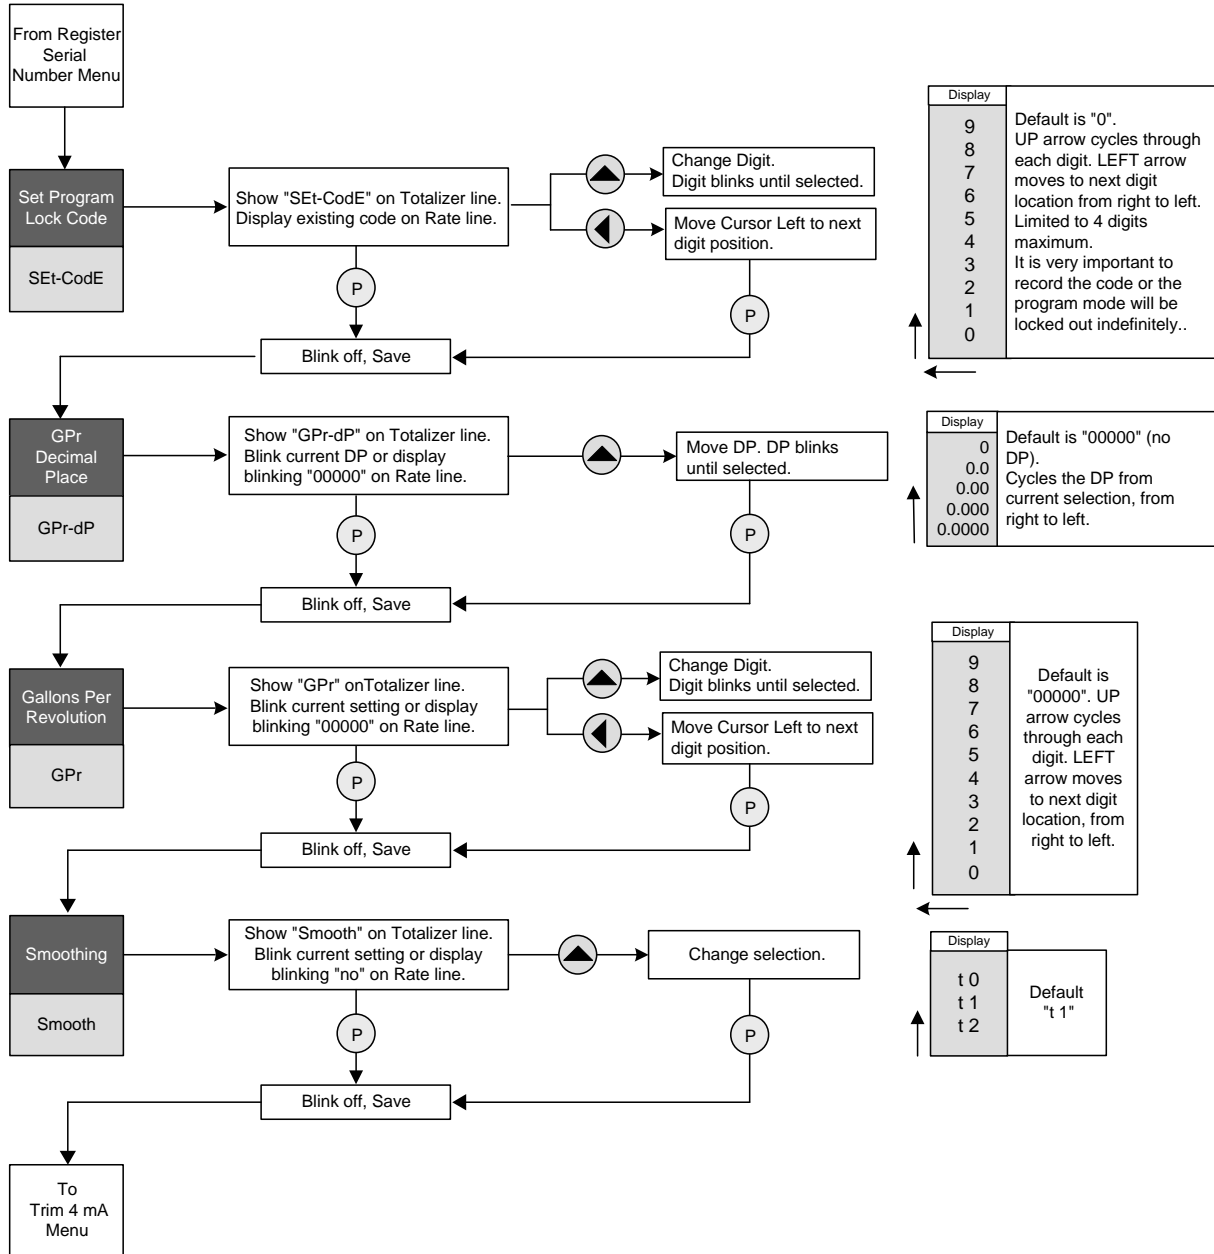 From Register
Serial
Number Menu
Set Program
Lock Code
SEt-CodE
Show "SEt-CodE" on Totalizer line.
Display existing code on Rate line.
Change Digit.
Digit blinks until selected.
Move Cursor Left to next
digit position.
P
P
Blink off, Save
Display
9
8
7
6
5
4
3
2
1
0
Default is "0".
UP arrow cycles through
each digit. LEFT arrow
moves to next digit
location from right to left.
Limited to 4 digits
maximum.
It is very important to
record the code or the
program mode will be
locked out indefinitely..
GPr
Decimal
Place
GPr-dP
Show "GPr-dP" on Totalizer line.
Blink current DP or display
blinking "00000" on Rate line.
Move DP. DP blinks
until selected.
P
P
Blink off, Save
Display
0
0.0
0.00
0.000
0.0000
Default is "00000" (no
DP).
Cycles the DP from
current selection, from
right to left.
Gallons Per
Revolution
GPr
Show "GPr" onTotalizer line.
Blink current setting or display
blinking "00000" on Rate line.
Change Digit.
Digit blinks until selected.
Move Cursor Left to next
digit position.
P
P
Blink off, Save
Display
9
8
7
6
5
4
3
2
1
0
Default is
"00000". UP
arrow cycles
through each
digit. LEFT
arrow moves
to next digit
location, from
right to left.
Smoothing
Smooth
Show "Smooth" on Totalizer line.
Blink current setting or display
blinking "no" on Rate line.
Change selection.
P
P
Blink off, Save
Display
t 0
t 1
t 2
Default
"t 1"
To
Trim 4 mA
Menu